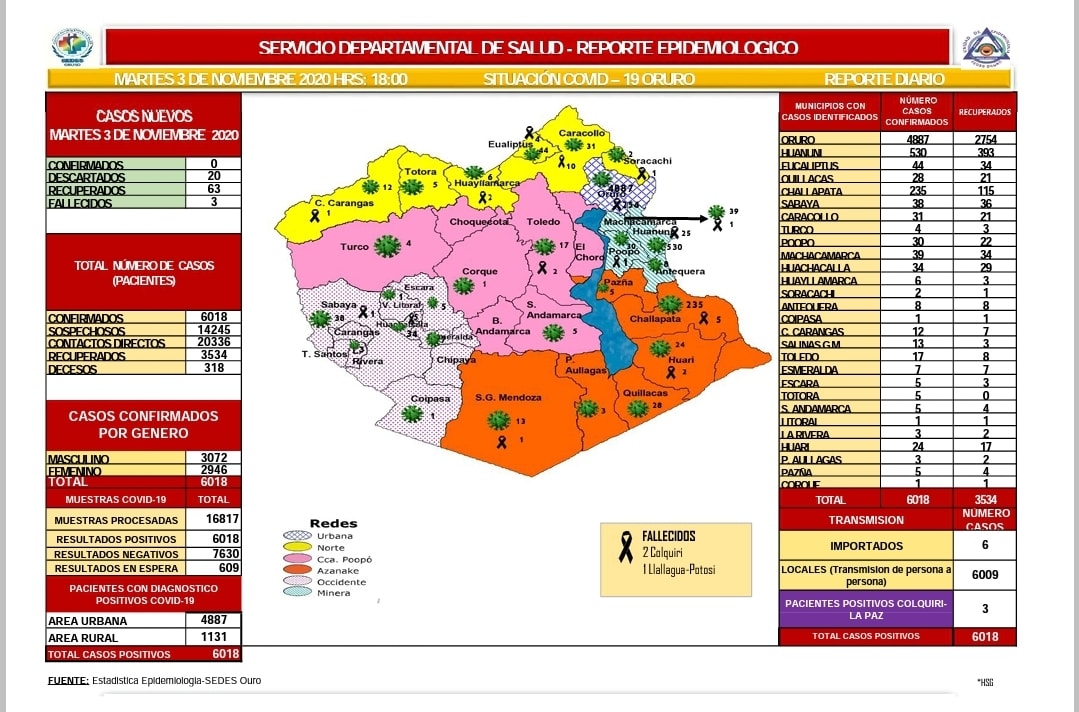 SERVICIO DEPARTAMENTAL DE SALUD - REPORTE EPIDEMIOLOGICO
MARTES 3 DE NOVIEMBRE 2020 HRS: 18:00 SITUACIÓN COVID – 19 ORURO REPORTE DIARIO
CASOS NUEVOS
MARTES 3 DE NOVIEMBRE 2020
CONFIRMADOS 0
DESCARTADOS 20
RECUPERADOS 63
FALLECIDOS 3
TOTAL NÚMERO DE CASOS
(PACIENTES)
CONFIRMADOS 6018
SOSPECHOSOS 14245
CONTACTOS DIRECTOS 20336
RECUPERADOS 3534
DECESOS 318
CASOS CONFIRMADOS
POR GENERO
MASCULINO 3072
FEMENINO 2946
TOTAL 6018
MUESTRAS COVID-19 TOTAL
MUESTRAS PROCESADAS 16817
RESULTADOS POSITIVOS 6018
RESULTADOS NEGATIVOS 7630
RESULTADOS EN ESPERA 609
PACIENTES CON DIAGNOSTICO
POSITIVOS COVID-19
AREA URBANA 4887
AREA RURAL 1131
TOTAL CASOS POSITIVOS 6018
Caracollo
31
10
Eualiptus
4
44
2
Soracachi
1
Totora
5
6
Huayllamarca
2
12
C. Carangas
1
4887
Oruro
254
Choquecota
Toledo
17
2
Machacamarca
39
1
Huanuni
25
530
30
Poopo
1
8
Antequera
El
Choro
Turco
4
Corque
1
Pazña
5
Escara
1
V. Litoral
5
Sabaya
1
38
Carangas
34
T. Santos
3
Rivera
Chipaya
S.
Andamarca
5
B.
Andamarca
235
Challapata
5
24
Huari
2
P.
Aullagas
3
Quillacas
28
Coipasa
1
S.G. Mendoza
13
1
Redes
Urbana
Norte
Cca. Poopó
Azanake
Occidente
Minera
FALLECIDOS
2 Colquiri
1 Llallagua-Potosi
MUNICIPIOS CON
CASOS IDENTIFICADOS
NÚMERO
CASOS
CONFIRMADOS
RECUPERADOS
ORURO 4887 2754
HUANUNI 530 393
EUCALIPTUS 44 34
QUILLACAS 28 21
CHALLAPATA 235 115
SABAYA 38 36
CARACOLLO 31 21
TURCO 4 3
POOPO 30 22
MACHACAMARCA 39 34
HUACHACALLA 34 29
HUAYLLAMARCA 6 3
SORACACHI 2 1
ANTEQUERA 8 8
COIPASA 1 1
C. CARANGAS 12 7
SALINAS G.M. 13 3
TOLEDO 17 8
ESMERALDA 7 7
ESCARA 5 3
TOTORA 5 0
S. ANDAMARCA 5 4
LITORAL 1 1
LA RIVERA 3 2
HUARI 24 17
P. AULLAGAS 3 2
PAZÑA 5 4
CORQUE 1 1
TOTAL 6018 3534
TRANSMISION NÚMERO
CASOS
IMPORTADOS 6
LOCALES (Transmision de persona a
persona) 6009
PACIENTES POSITIVOS COLQUIRI-
LA PAZ 3
TOTAL CASOS POSITIVOS 6018
FUENTE: Estadistica Epidemiologia-SEDES Ouro
*HSG